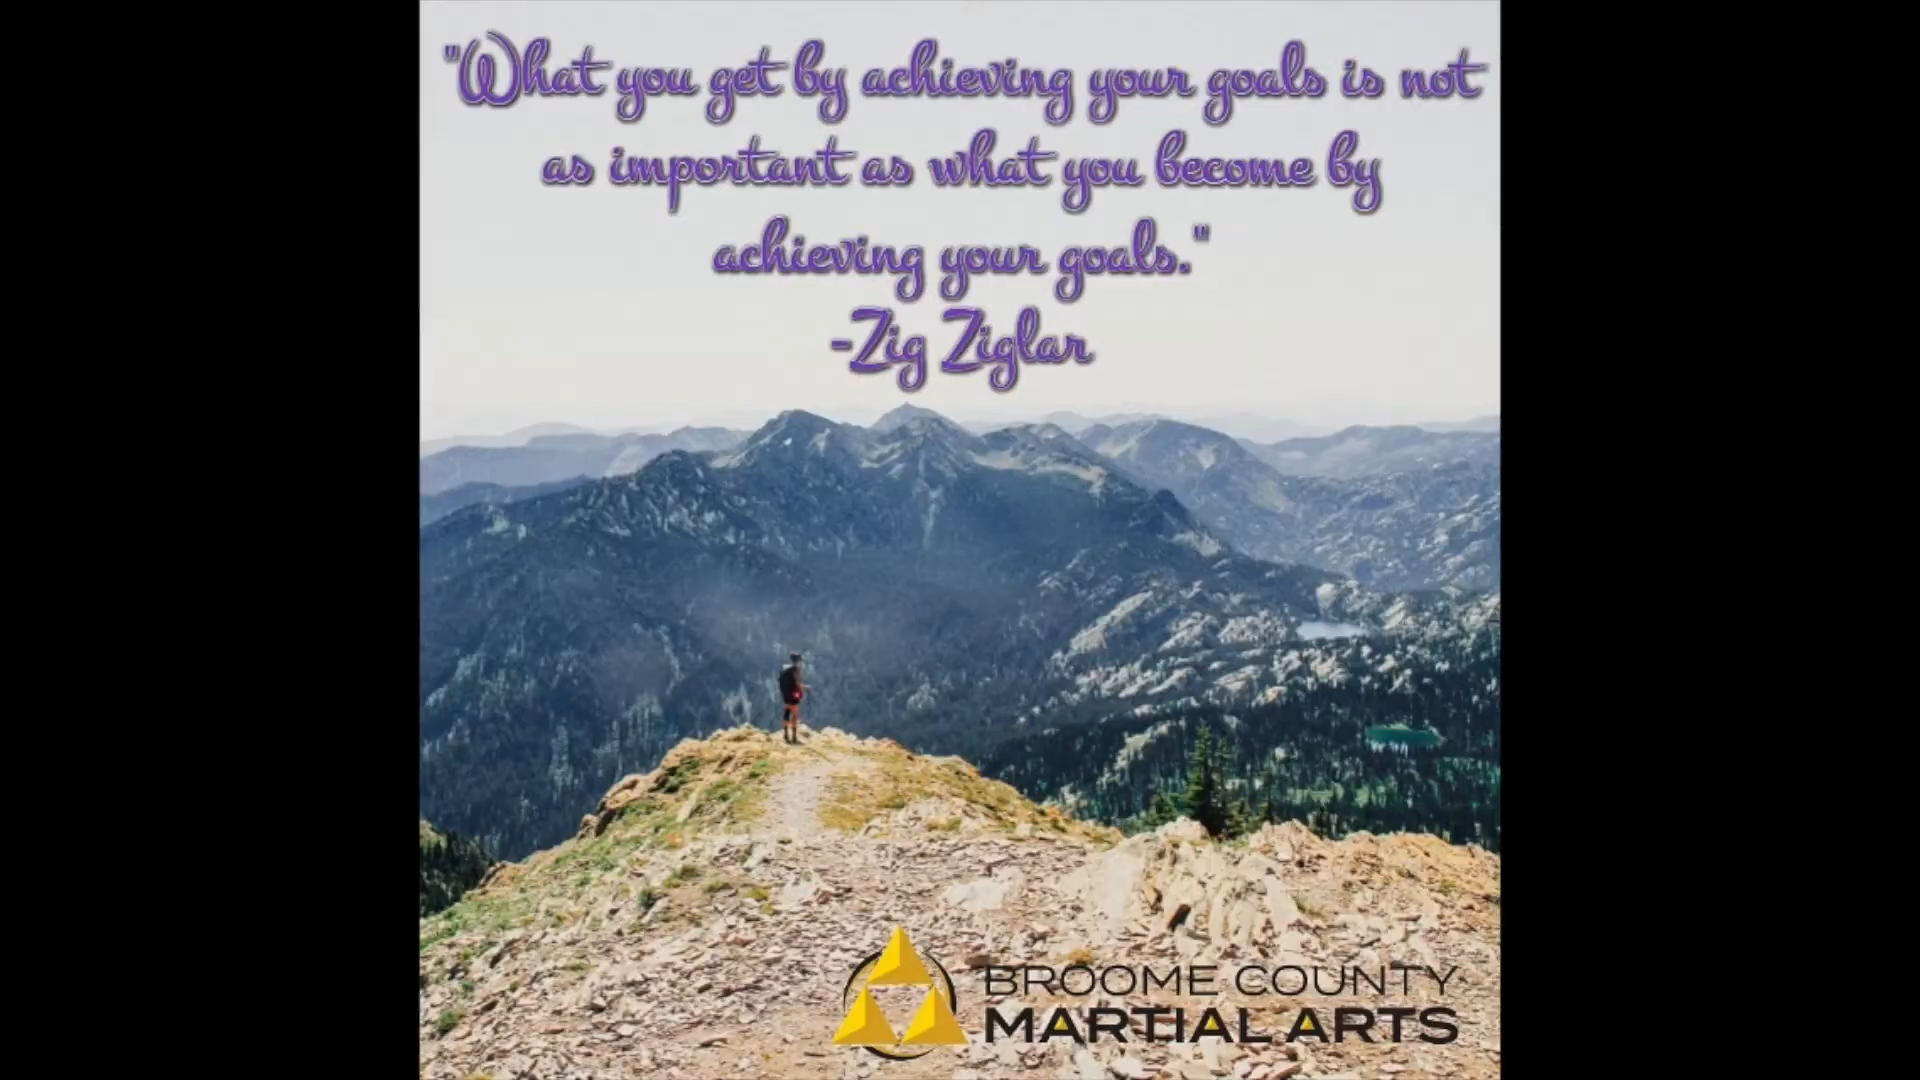 "What you get by achieving your goals is not
as important as what you become by
achieving your goals."
-Zig Ziglar
BROOME COUNTY
MARTIAL ARTS